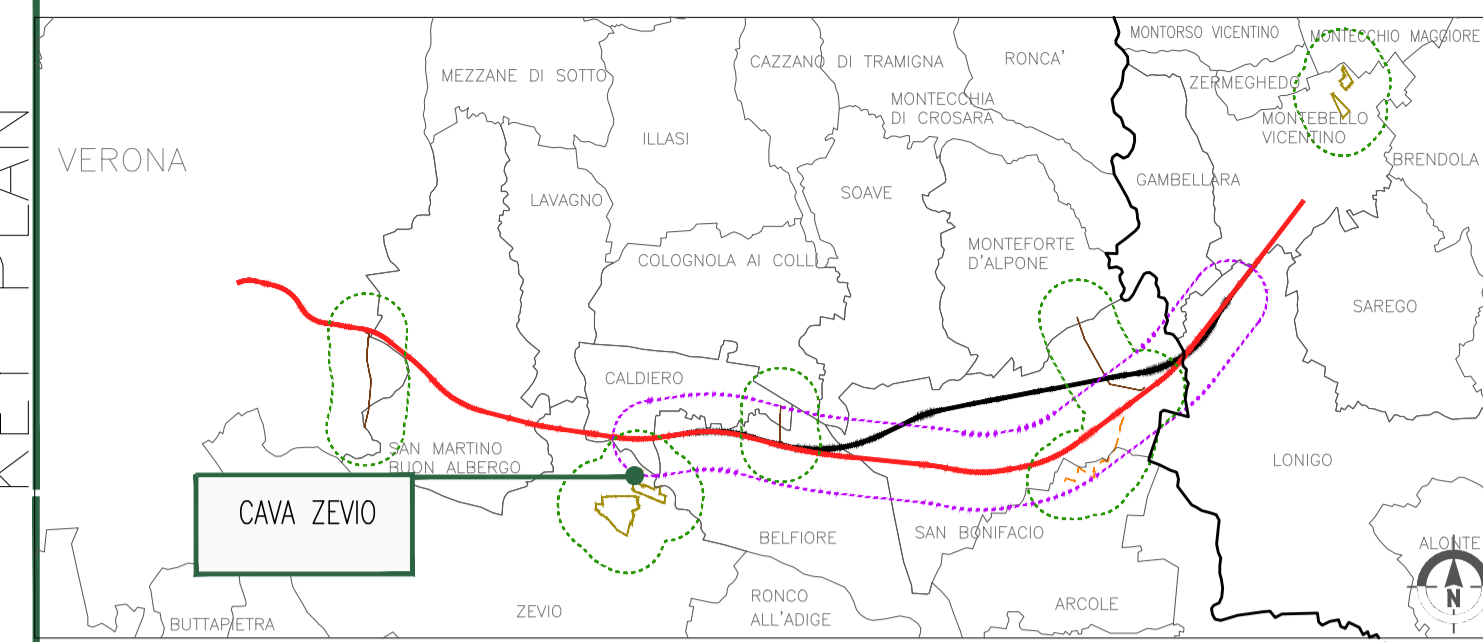 KEY PLAN
MONTORSO VICENTINO
MONTECCHIO MAGGIORE
MEZZANE DI SOTTO
CAZZANO DI TRAMIGNA
RONCA'
ZERMEGHEDO
MONTECCHIA
DI CROSARA
MONTEBELLO
VICENTINO
ILLASI
VERONA
BRENDOLA
GAMBELLARA
LAVAGNO
SOAVE
MONTEFORTE
D'ALPONE
COLOGNOLA AI COLLI
SAREGO
CALDIERO
SAN MARTINO
BUON ALBERGO
LONIGO
CAVA ZEVIO
BELFIORE
SAN BONIFACIO
ALONTE
N
RONCO
ALL'ADIGE
ARCOLE
ZEVIO
BUTTAPIETRA